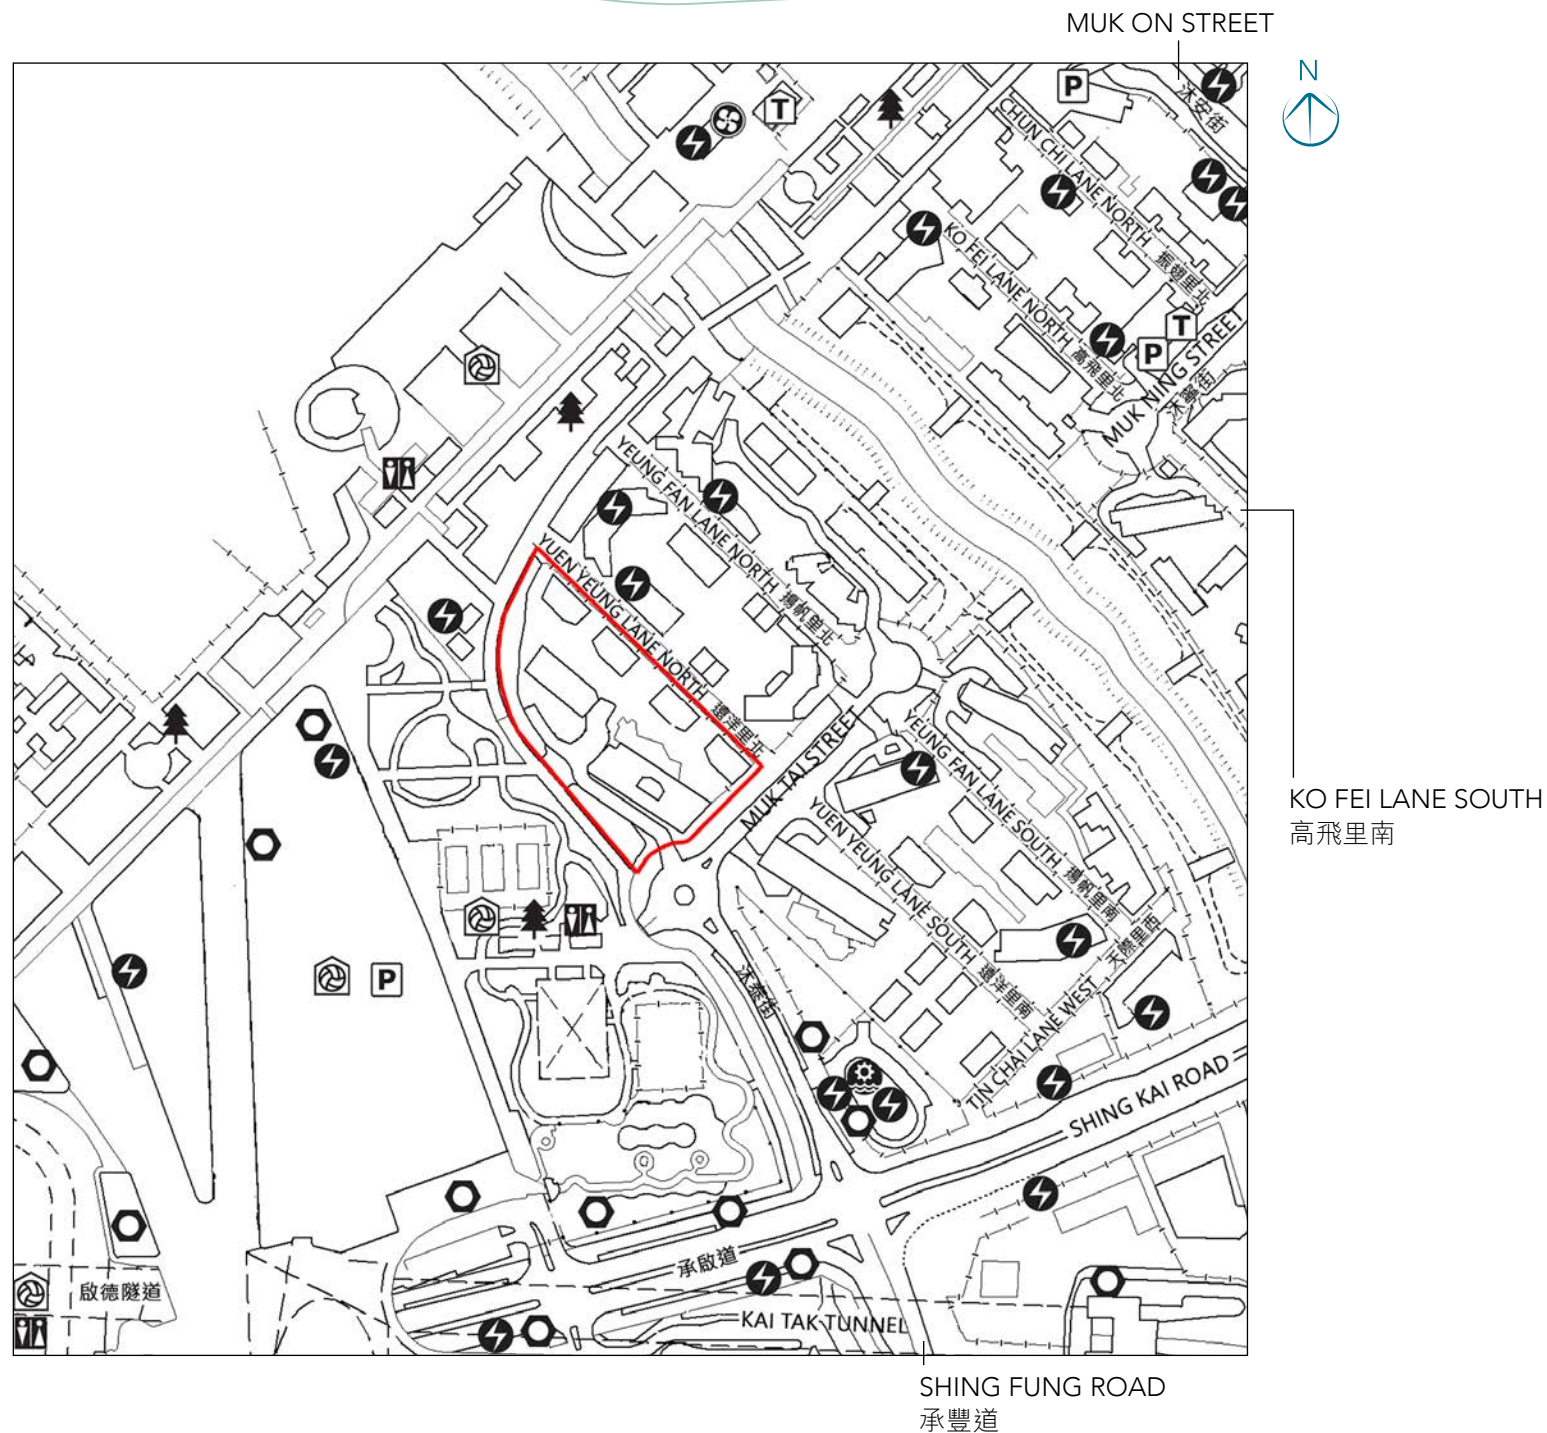 MUK ON STREET
N
P
沐安街
T
CHUN CHI LANE NORTH 振翅里北
KO FEI LANE NORTH 高飛里北
T
P
MUK NING STREET
沐寧街
YEUNG FAN LANE NORTH 揚帆里北
YUEN YEUNG LANE NORTH 遠洋里北
MUK TAI STREET
沐泰街
YEUNG FAN LANE SOUTH 揚帆里南
YUEN YEUNG LANE SOUTH 遠洋里南
KO FEI LANE SOUTH
高飛里南
P
TIN CHAI LANE WEST 天際里西
SHING KAI ROAD
承啟道
啟德隧道
KAI TAK TUNNEL
SHING FUNG ROAD
承豐道